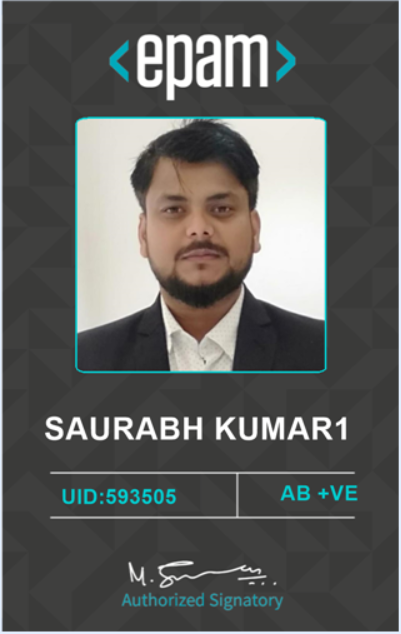 <epam>
SAURABH KUMAR1
UID:593505
AB +VE
Authorized Signatory